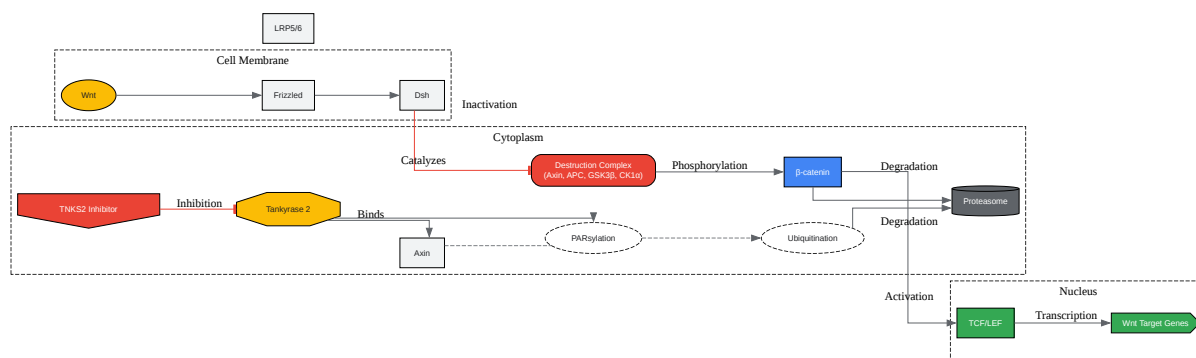 LRP5/6
Cell Membrane
Wnt
Frizzled
Dsh
Inactivation
Cytoplasm
Catalyzes
Destruction Complex
(Axin, APC, GSK3β, CK1α)
Phosphorylation
β-catenin
Degradation
Proteasome
TNKS2 Inhibitor
Inhibition
Tankyrase 2
Binds
Axin
PARsylation
Ubiquitination
Degradation
Activation
Nucleus
TCF/LEF
Transcription
Wnt Target Genes